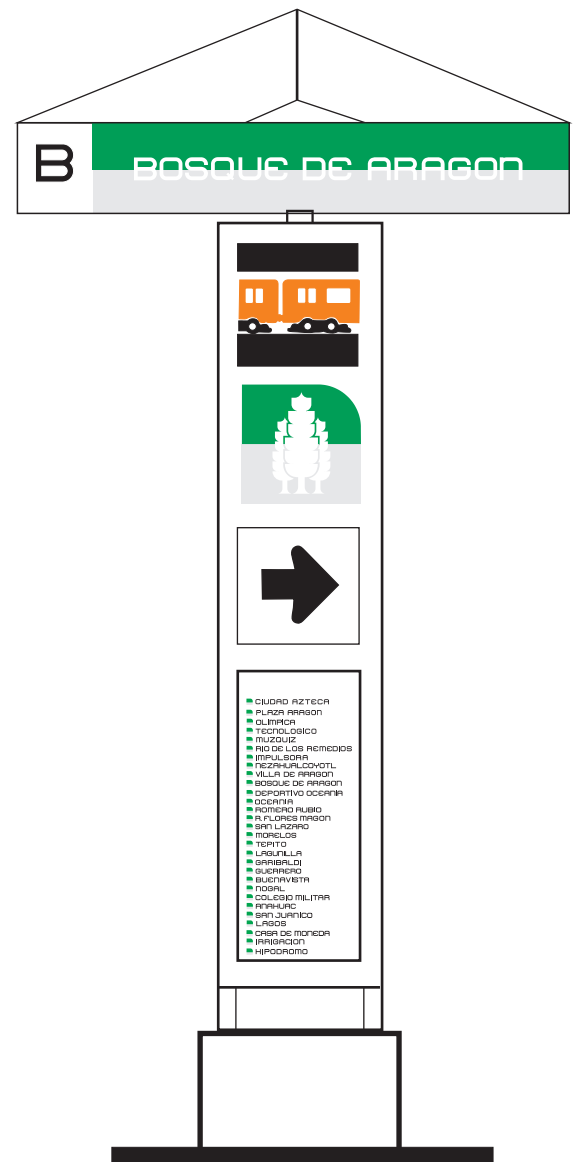 B BOSQUE DE ARAGON
CIUDAD AZTECA
PLAZA ARAGON
OLIMPICA
TECNOLOGICO
MUZQUIZ
RIO DE LOS REMEDIOS
IMPULSORA
NEZAHUALCOYOTL
VILLA DE ARAGON
BOSQUE DE ARAGON
DEPORTIVO OCEANIA
OCEANIA
ROMERO RUBIO
R. FLORES MAGON
SAN LAZARO
MORELOS
TEPITO
LAGUNILLA
GARIBALDI
GUERRERO
BUENAVISTA
NOGAL
COLEGIO MILITAR
ANAHUAC
SAN JUANICO
LAGOS
CASA DE MONEDA
IRRIGACION
HIPODROMO